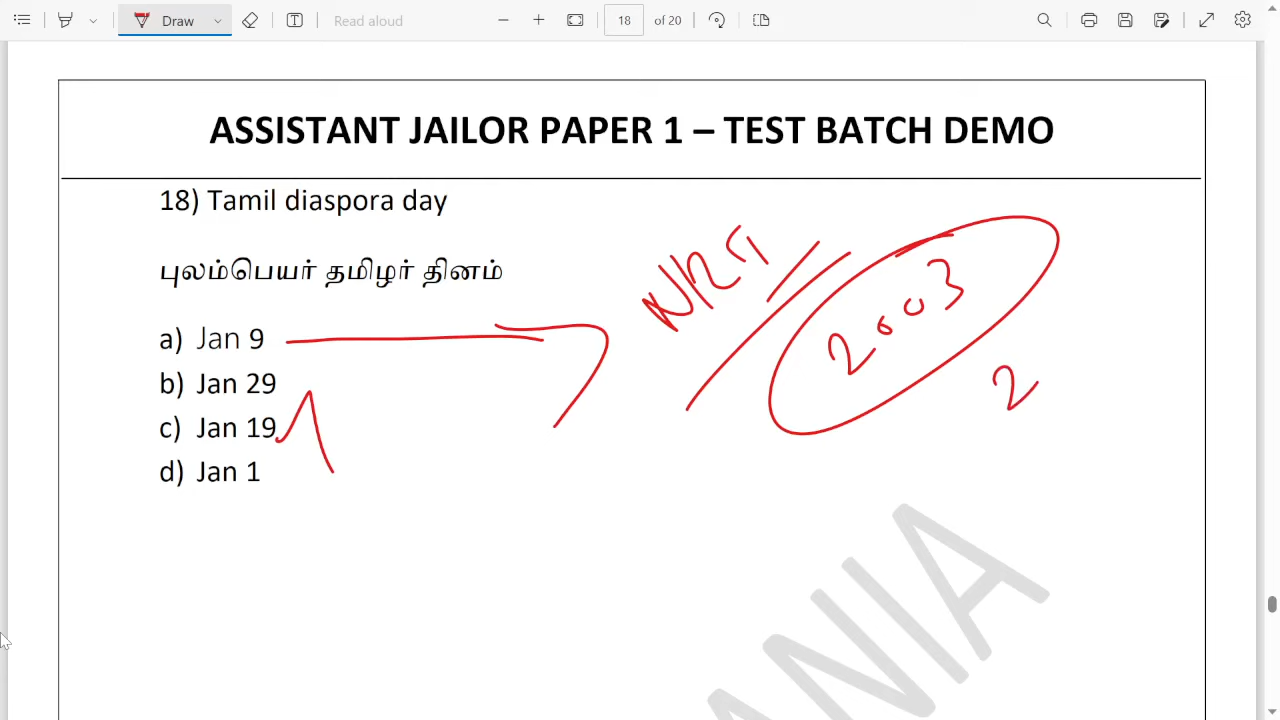 Draw
Read aloud
18 of 20
ASSISTANT JAILOR PAPER 1 – TEST BATCH DEMO
18) Tamil diaspora day
புலம்பெயர் தமிழர் தினம்
a) Jan 9
b) Jan 29
c) Jan 19
d) Jan 1
2003
2
ANIA